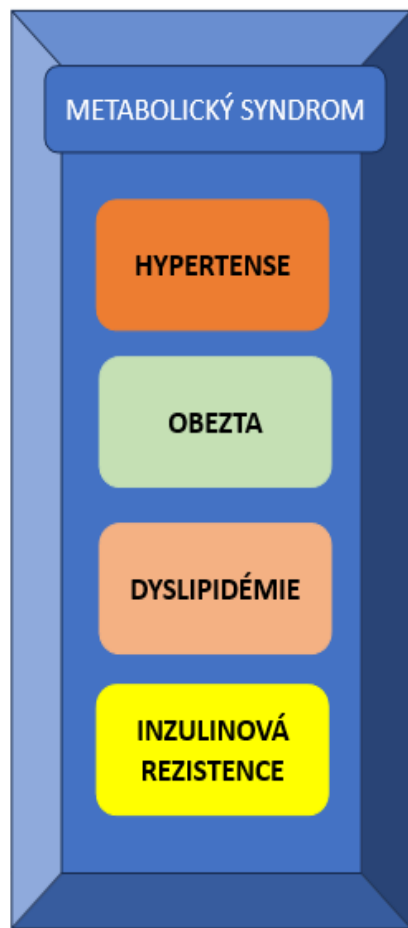 METABOLICKÝ SYNDROM
HYPERTENSE
OBEZTA
DYSLIPIDÉMIE
INZULINOVÁ
REZISTENCE